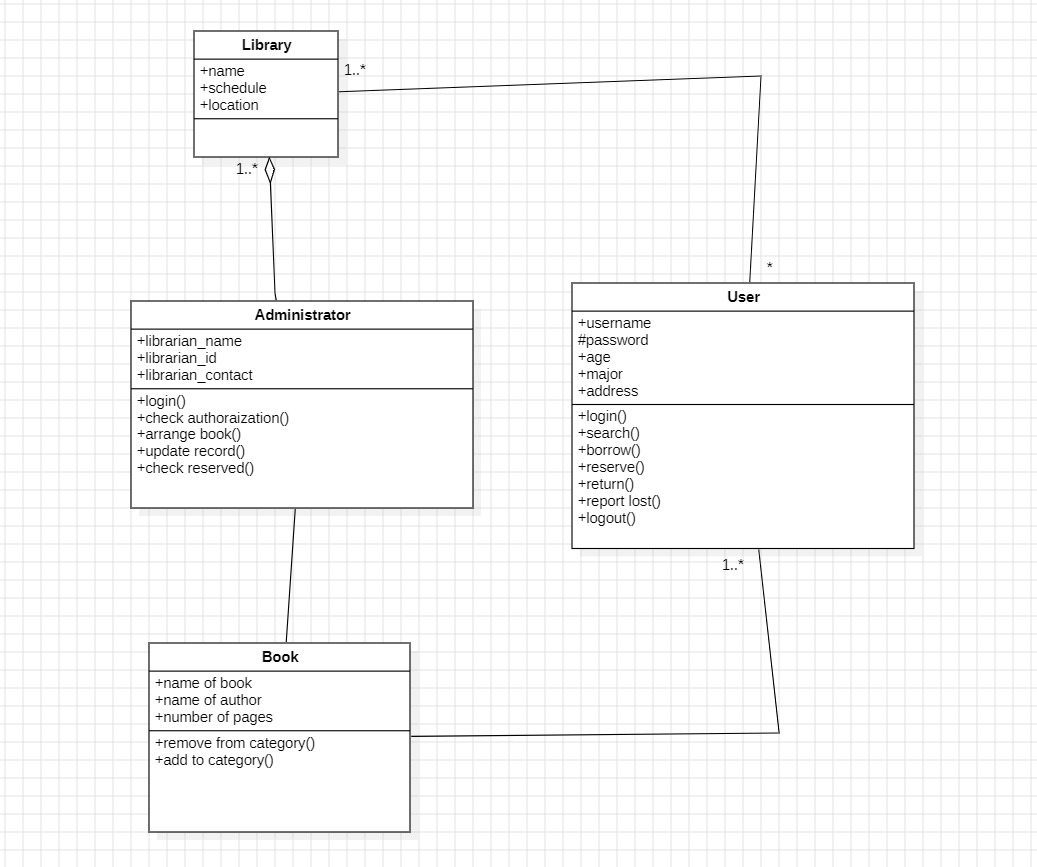 Library
+name
+schedule
+location
1..*
1..*
*
Administrator
+librarian_name
+librarian_id
+librarian_contact
+login()
+check authoraization()
+arrange book()
+update record()
+check reserved()
User
+username
#password
+age
+major
+address
+login()
+search()
+borrow()
+reserve()
+return()
+report lost()
+logout()
1..*
Book
+name of book
+name of author
+number of pages
+remove from category()
+add to category()